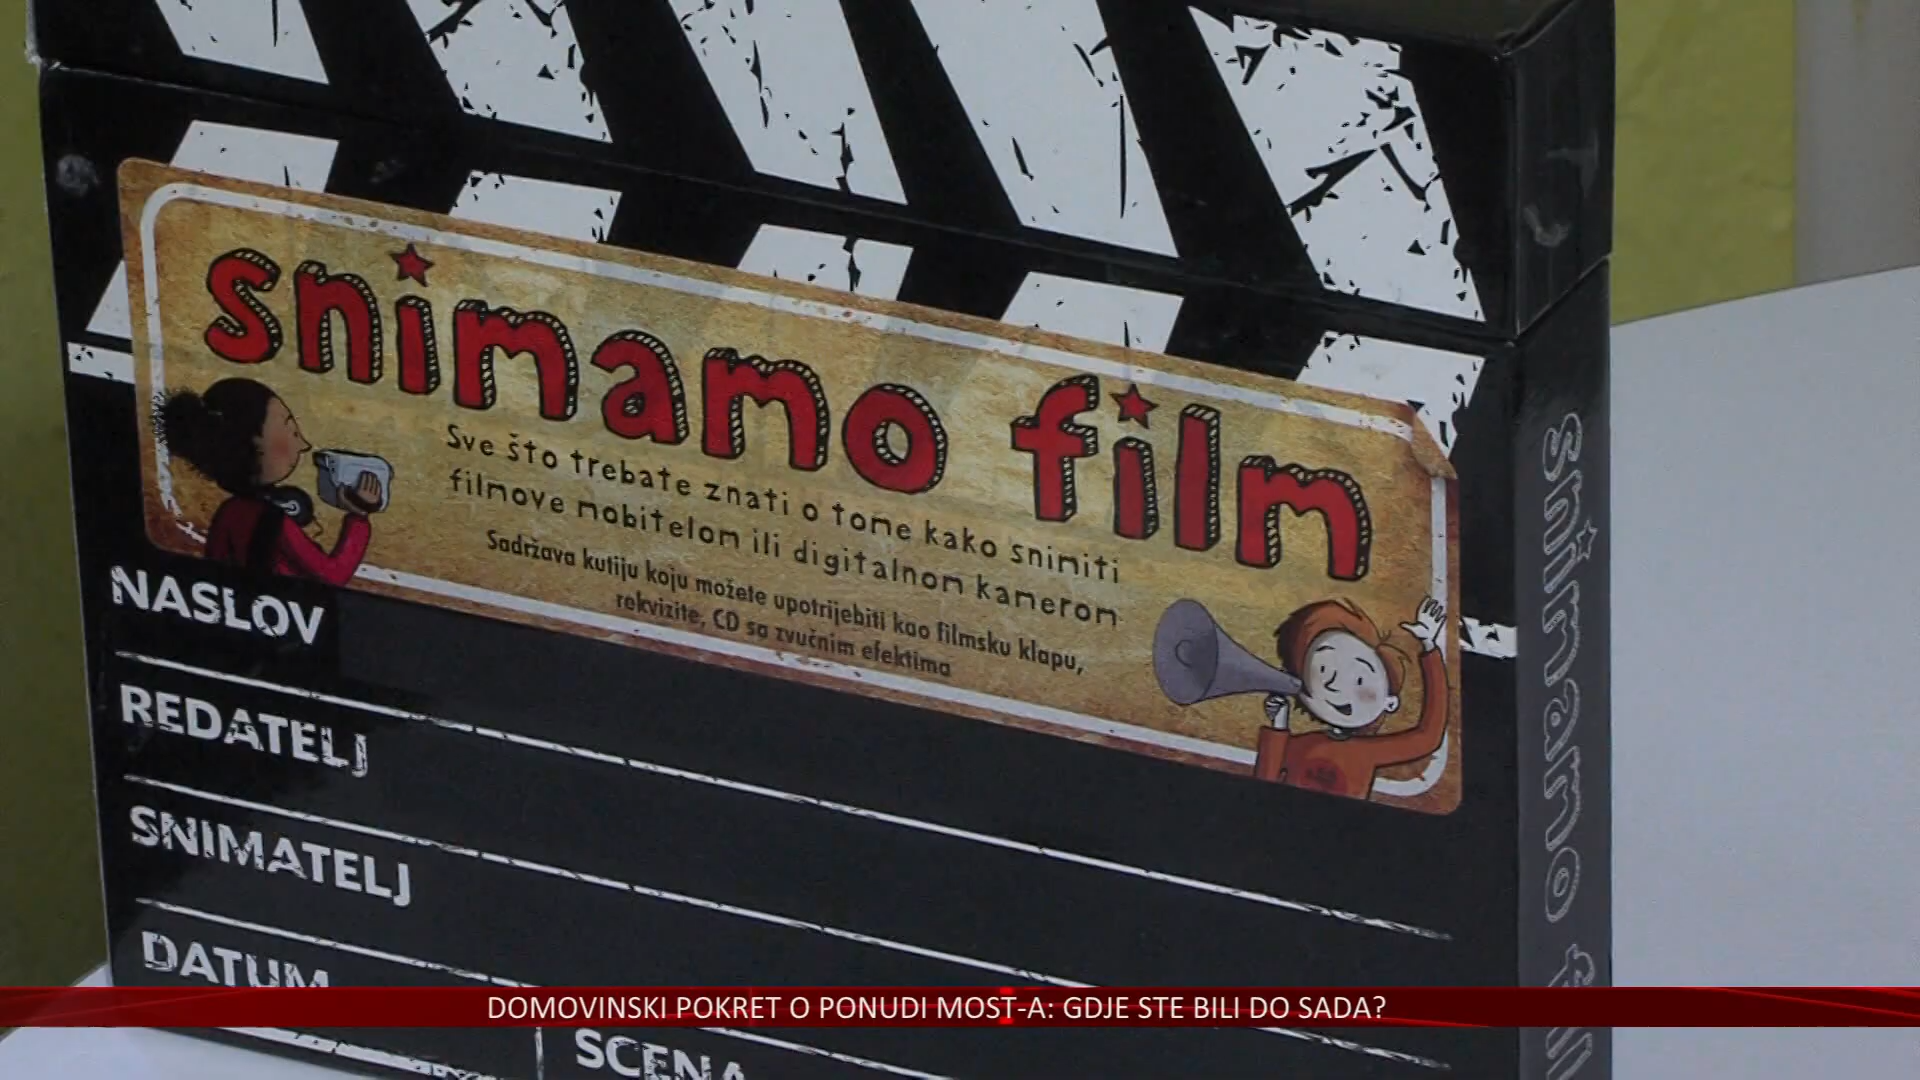 snimamo film
Sve što trebate znati o tome kako snimiti
filmove mobitelom ili digitalnom kamerom
Sadržava kutiju koju možete upotrijebiti kao filmsku klapu,
rekvizite, CD sa zvučnim efektima
NASLOV
REDATELJ
SNIMATELJ
DATUM
SCENA
snimamo fil
DOMOVINSKI POKRET O PONUDI MOST-A: GDJE STE BILI DO SADA?